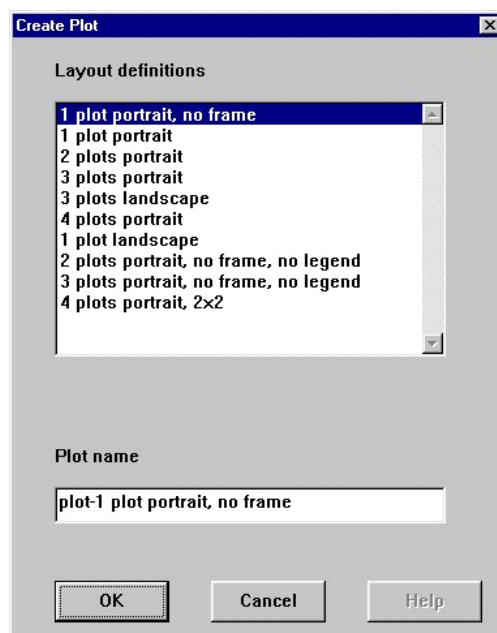 Create Plot
Layout definitions
1 plot portrait, no frame
1 plot portrait
2 plots portrait
3 plots portrait
3 plots landscape
4 plots portrait
1 plot landscape
2 plots portrait, no frame, no legend
3 plots portrait, no frame, no legend
4 plots portrait, 2x2
Plot name
plot-1 plot portrait, no frame
OK Cancel Help